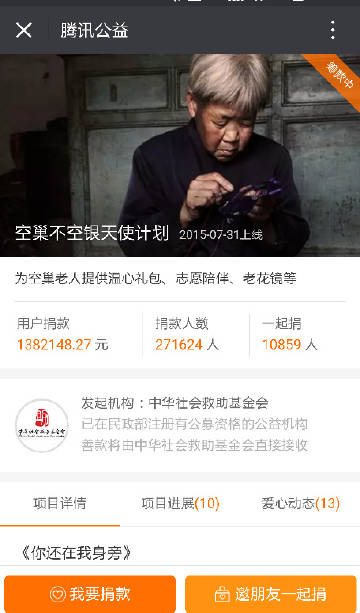 腾讯公益
筹款中
空巢不空银天使计划 2015-07-31上线
为空巢老人提供温心礼包、志愿陪伴、老花镜等
用户捐款 捐款人数 一起捐
1382148.27 元 271624 人 10859 人
发起机构：中华社会救助基金会
已在民政部注册有公募资格的公益机构
善款将由中华社会救助基金会直接接收
项目详情 项目进展(10) 爱心动态(13)
《你还在我身旁》
我要捐款 邀朋友一起捐